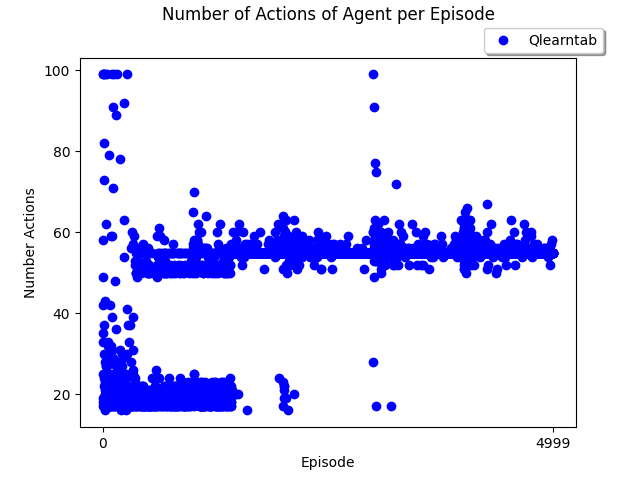 Number of Actions of Agent per Episode
Qlearntab
100
80
60
40
20
Number Actions
0
4999
Episode